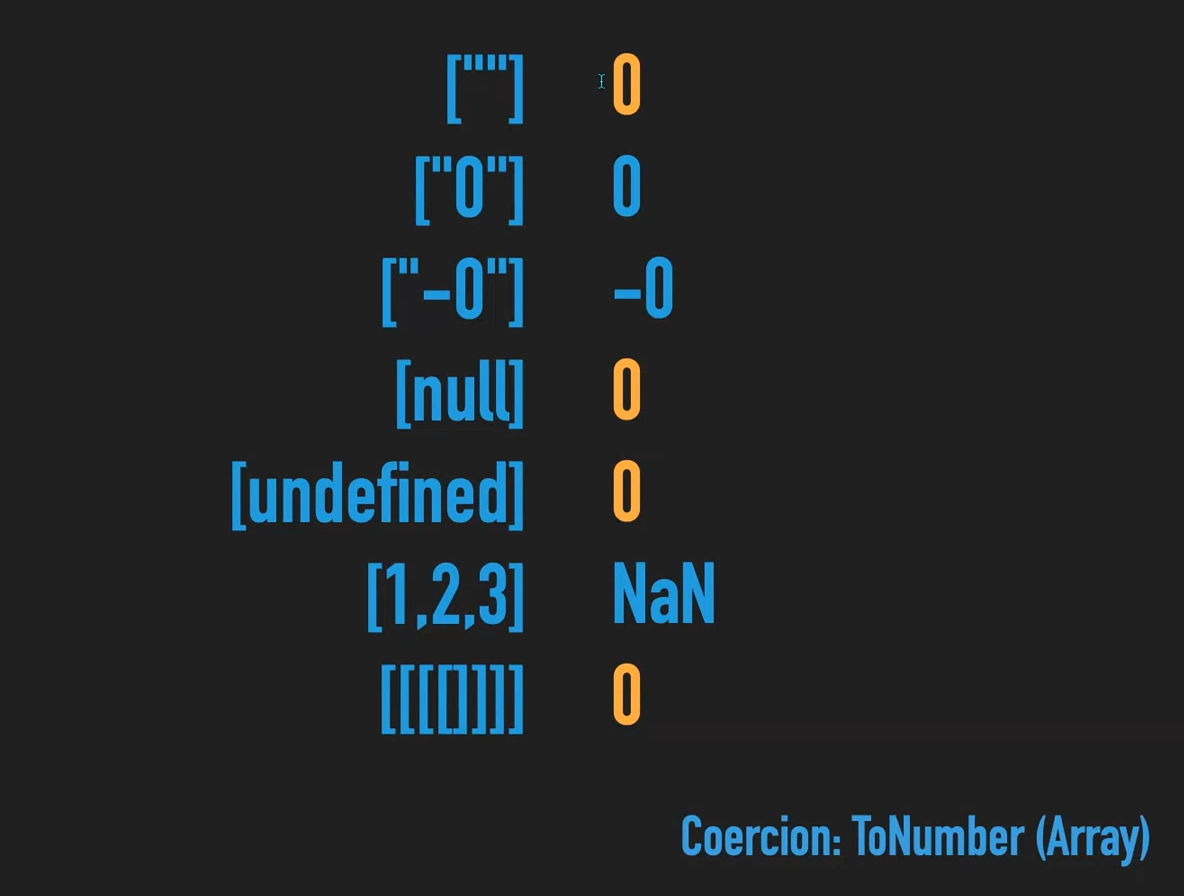 [""] 0
["0"] 0
["-0"] -0
[null] 0
[undefined] 0
[1,2,3] NaN
[[[[]]]] 0
Coercion: ToNumber (Array)